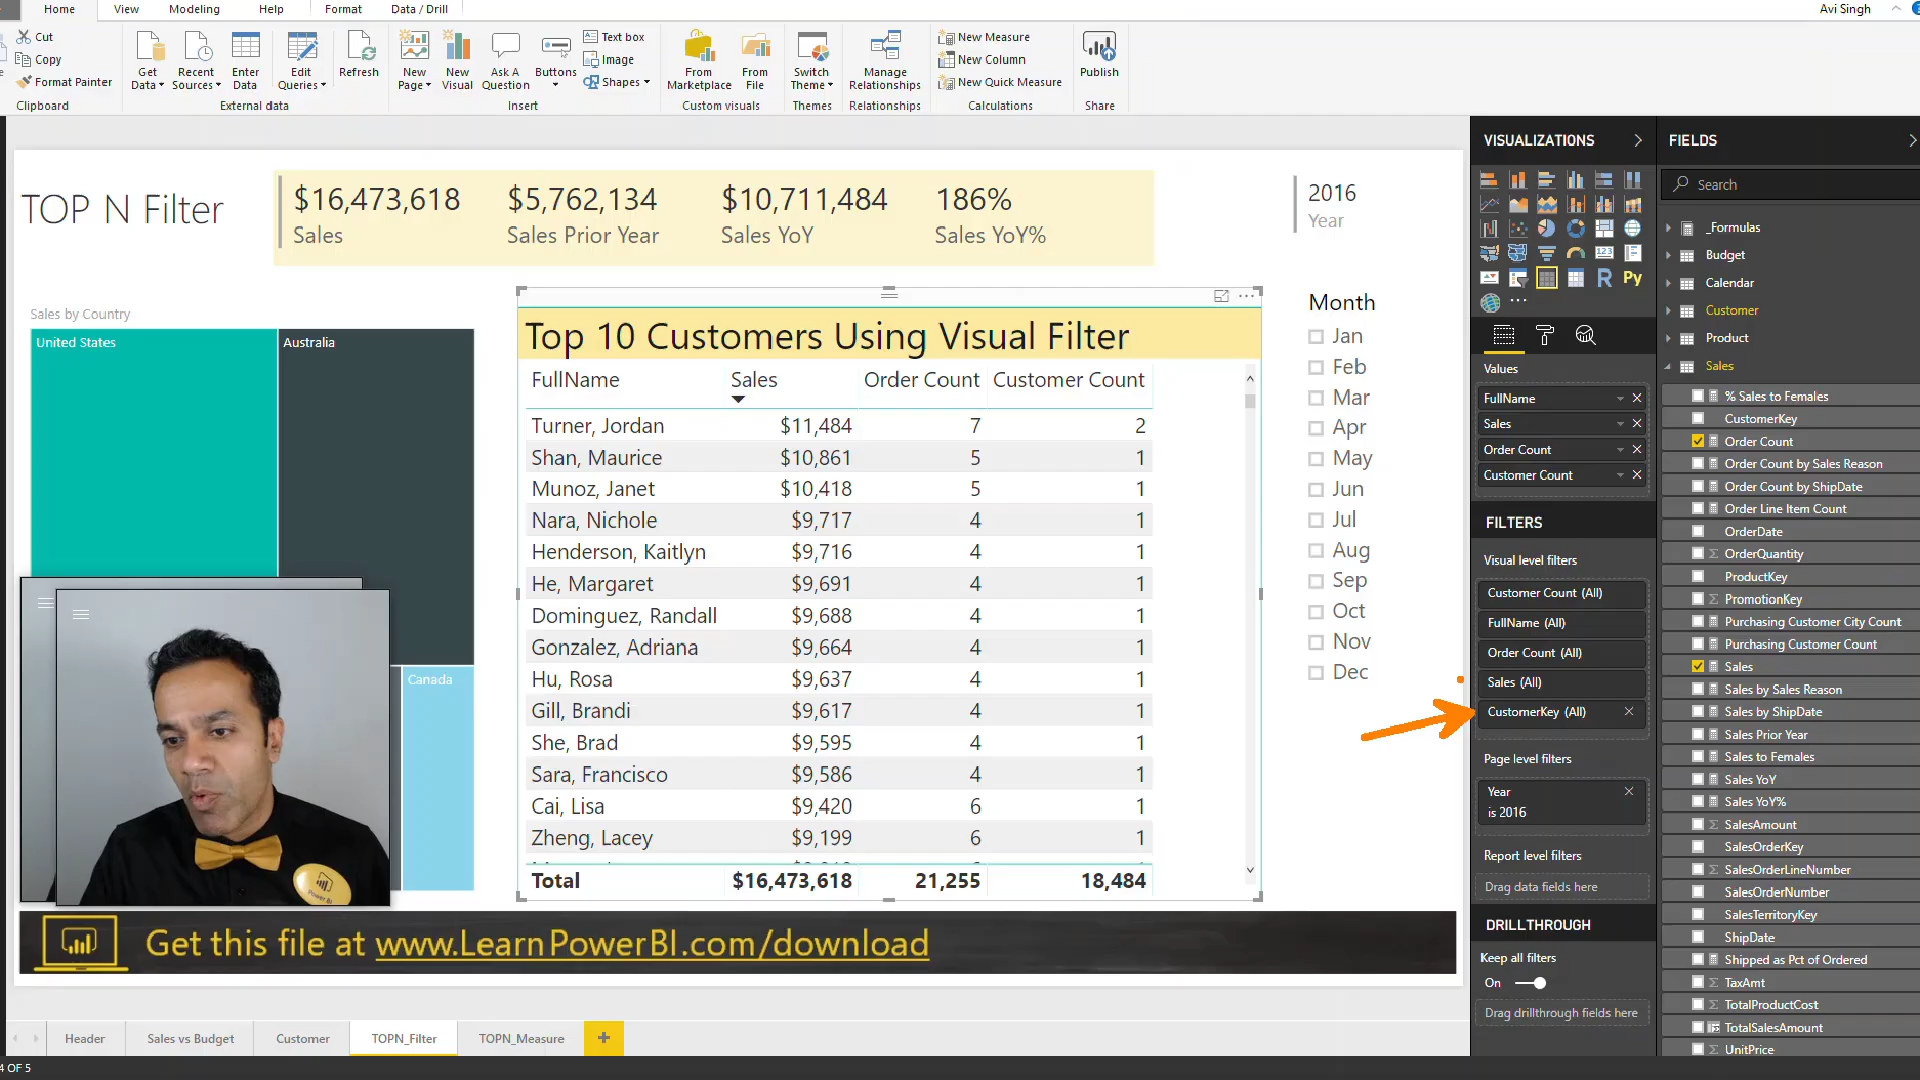 Home View Modeling Help Format Data / Drill Avi Singh
Cut
Copy
Format Painter
Clipboard
Get Data
Recent Sources
Enter Data
Edit Queries
Refresh
External data
New Page
New Visual
Ask A Question
Buttons
Text box
Image
Shapes
Insert
From Marketplace
From File
Custom visuals
Switch Theme
Themes
Manage Relationships
Relationships
New Measure
New Column
New Quick Measure
Calculations
Publish
Share
TOP N Filter
$16,473,618 $5,762,134 $10,711,484 186%
Sales Sales Prior Year Sales YoY Sales YoY%
2016
Year
Sales by Country
United States
Australia
Canada
Top 10 Customers Using Visual Filter
FullName Sales Order Count Customer Count
Turner, Jordan $11,484 7 2
Shan, Maurice $10,861 5 1
Munoz, Janet $10,418 5 1
Nara, Nichole $9,717 4 1
Henderson, Kaitlyn $9,716 4 1
He, Margaret $9,691 4 1
Dominguez, Randall $9,688 4 1
Gonzalez, Adriana $9,664 4 1
Hu, Rosa $9,637 4 1
Gill, Brandi $9,617 4 1
She, Brad $9,595 4 1
Sara, Francisco $9,586 4 1
Cai, Lisa $9,420 6 1
Zheng, Lacey $9,199 6 1
Total $16,473,618 21,255 18,484
Month
Jan
Feb
Mar
Apr
May
Jun
Jul
Aug
Sep
Oct
Nov
Dec
Power BI
Get this file at www.LearnPowerBI.com/download
Header Sales vs Budget Customer TOPN_Filter TOPN_Measure +
4 OF 5
VISUALIZATIONS
123
R
Py
Values
FullName
Sales
Order Count
Customer Count
FILTERS
Visual level filters
Customer Count (All)
FullName (All)
Order Count (All)
Sales (All)
CustomerKey (All)
Page level filters
Year
is 2016
Report level filters
Drag data fields here
DRILLTHROUGH
Keep all filters
On
Drag drillthrough fields here
FIELDS
Search
_Formulas
Budget
Calendar
Customer
Product
Sales
% Sales to Females
CustomerKey
Order Count
Order Count by Sales Reason
Order Count by ShipDate
Order Line Item Count
OrderDate
Σ OrderQuantity
ProductKey
Σ PromotionKey
Purchasing Customer City Count
Purchasing Customer Count
Sales
Sales by Sales Reason
Sales by ShipDate
Sales Prior Year
Sales to Females
Sales YoY
Sales YoY%
Σ SalesAmount
SalesOrderKey
Σ SalesOrderLineNumber
SalesOrderNumber
SalesTerritoryKey
ShipDate
Shipped as Pct of Ordered
Σ TaxAmt
Σ TotalProductCost
TotalSalesAmount
Σ UnitPrice